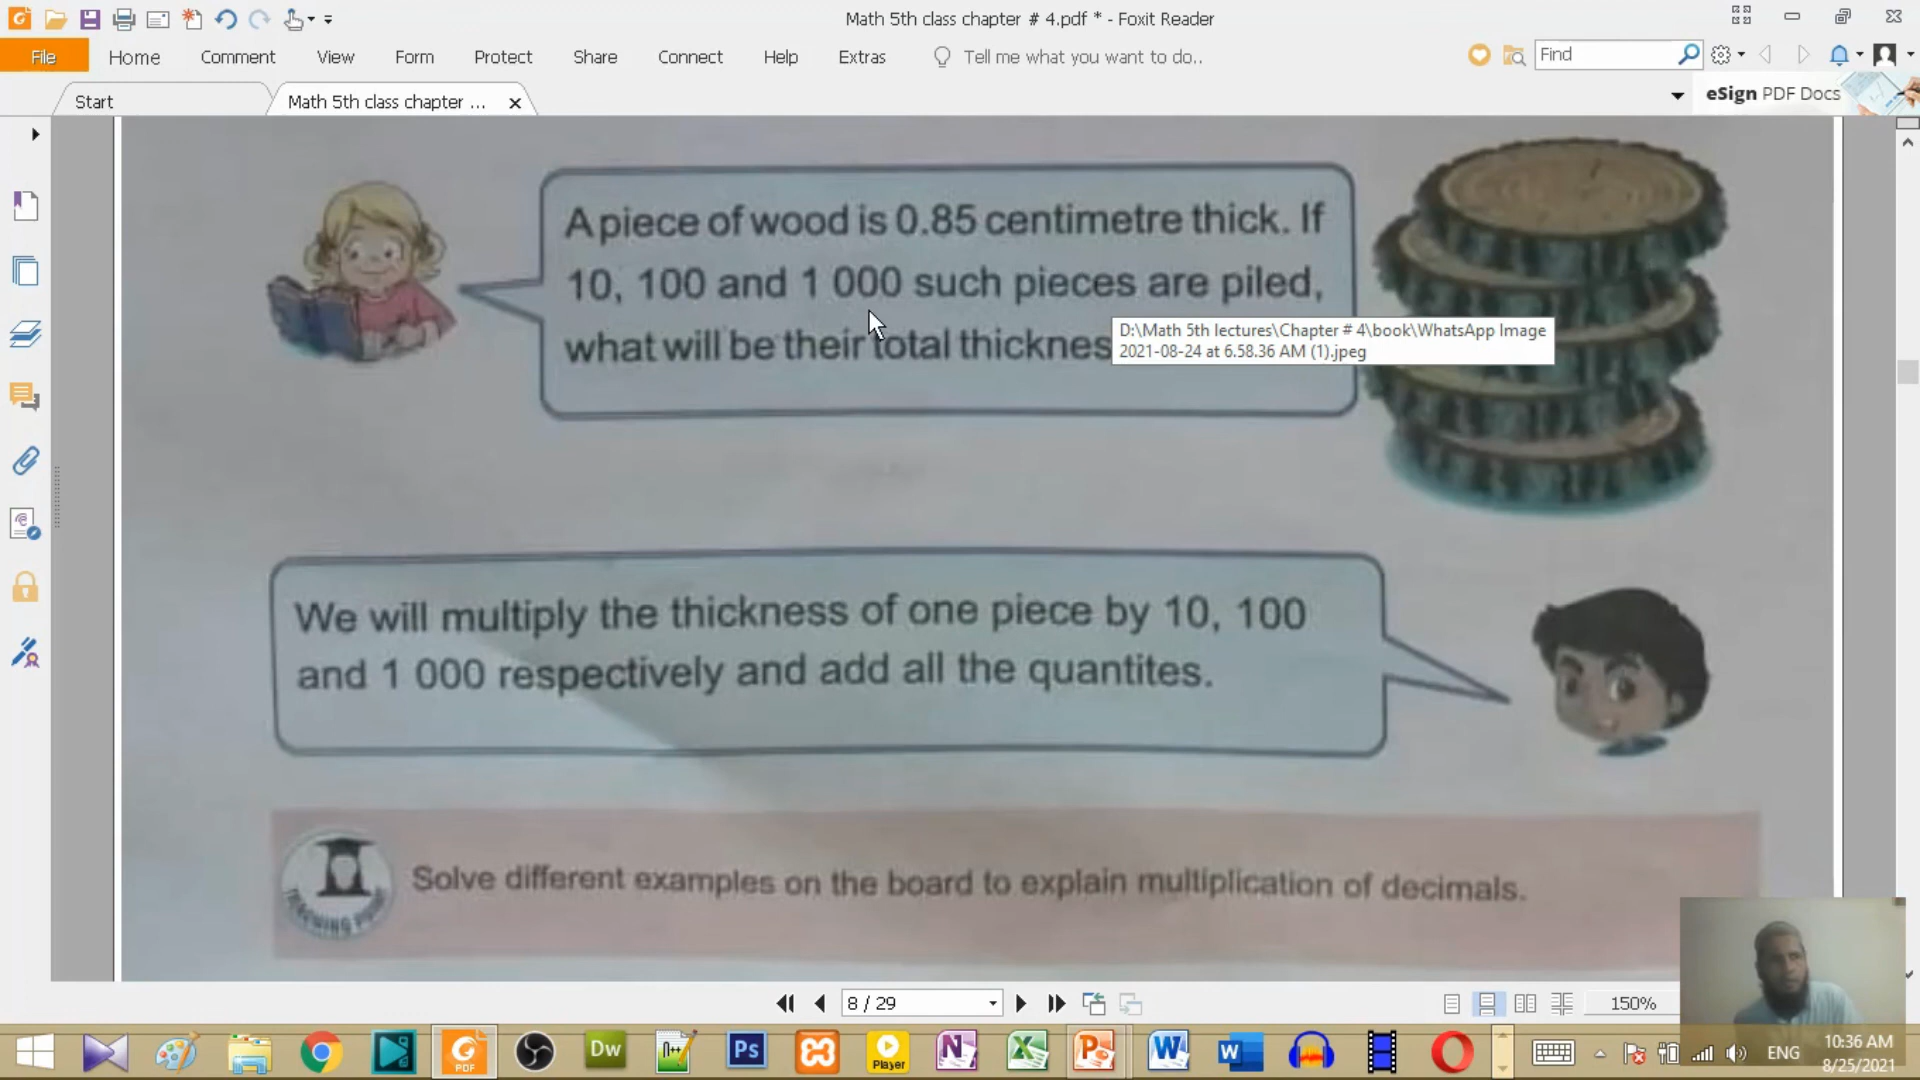 Math 5th class chapter # 4.pdf * - Foxit Reader
File Home Comment View Form Protect Share Connect Help Extras Tell me what you want to do.. Find
Start Math 5th class chapter ... eSign PDF Docs
A piece of wood is 0.85 centimetre thick. If
10, 100 and 1 000 such pieces are piled,
what will be their total thicknes
D:\Math 5th lectures\Chapter # 4\book\WhatsApp Image
2021-08-24 at 6.58.36 AM (1).jpeg
We will multiply the thickness of one piece by 10, 100
and 1 000 respectively and add all the quantites.
TEACHING POINT
Solve different examples on the board to explain multiplication of decimals.
8 / 29 150%
PDF Dw n++ Ps Player N X P W W ENG 10:36 AM
8/25/2021